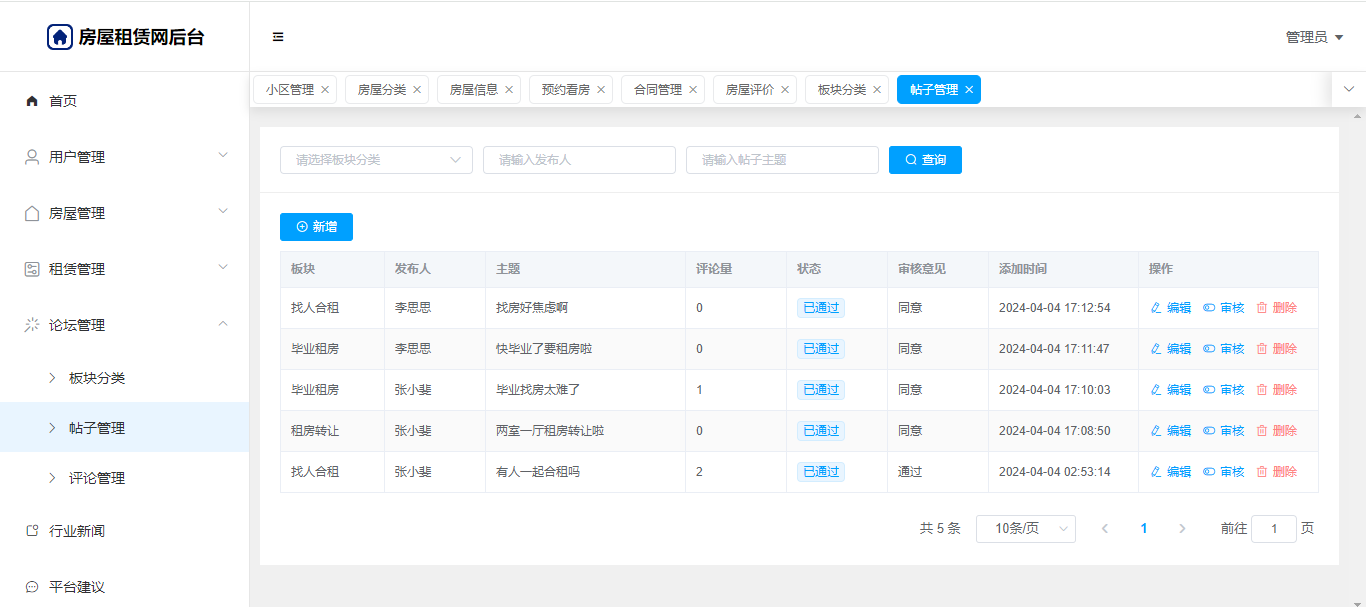 房屋租赁网后台
管理员
小区管理 房屋分类 房屋信息 预约看房 合同管理 房屋评价 板块分类 帖子管理
首页
用户管理
房屋管理
租赁管理
论坛管理
板块分类
帖子管理
评论管理
行业新闻
平台建议
请选择板块分类 请输入发布人 请输入帖子主题 查询
新增
板块 发布人 主题 评论量 状态 审核意见 添加时间 操作
找人合租 李思思 找房好焦虑啊 0 已通过 同意 2024-04-04 17:12:54 编辑 审核 删除
毕业租房 李思思 快毕业了要租房啦 0 已通过 同意 2024-04-04 17:11:47 编辑 审核 删除
毕业租房 张小斐 毕业找房太难了 1 已通过 同意 2024-04-04 17:10:03 编辑 审核 删除
租房转让 张小斐 两室一厅租房转让啦 0 已通过 同意 2024-04-04 17:08:50 编辑 审核 删除
找人合租 张小斐 有人一起合租吗 2 已通过 通过 2024-04-04 02:53:14 编辑 审核 删除
共 5 条 10条/页 1 前往 1 页